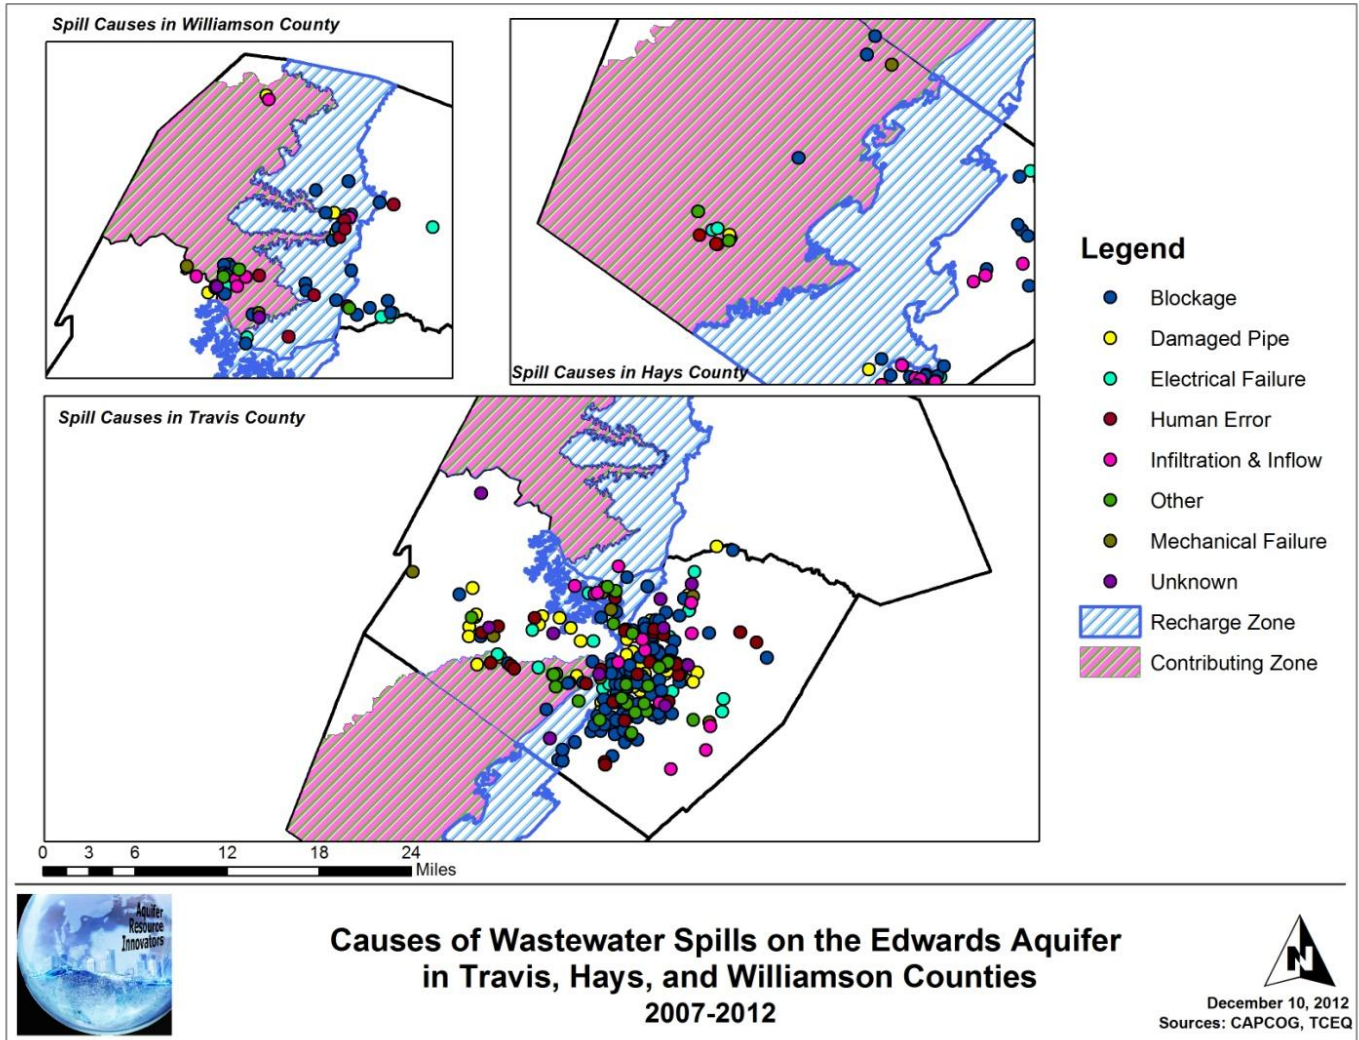 Spill Causes in Williamson County
Spill Causes in Hays County
Spill Causes in Travis County
Legend
Blockage
Damaged Pipe
Electrical Failure
Human Error
Infiltration & Inflow
Other
Mechanical Failure
Unknown
Recharge Zone
Contributing Zone
0 3 6 12 18 24
Miles
Aquifer
Resource
Innovators
Causes of Wastewater Spills on the Edwards Aquifer
in Travis, Hays, and Williamson Counties
2007-2012
N
December 10, 2012
Sources: CAPCOG, TCEQ